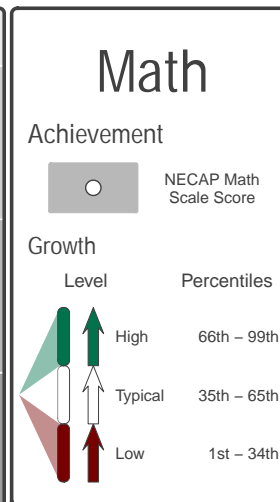 Math
Achievement
NECAP Math
Scale Score
Growth
Level Percentiles
High 66th – 99th
Typical 35th – 65th
Low 1st – 34th